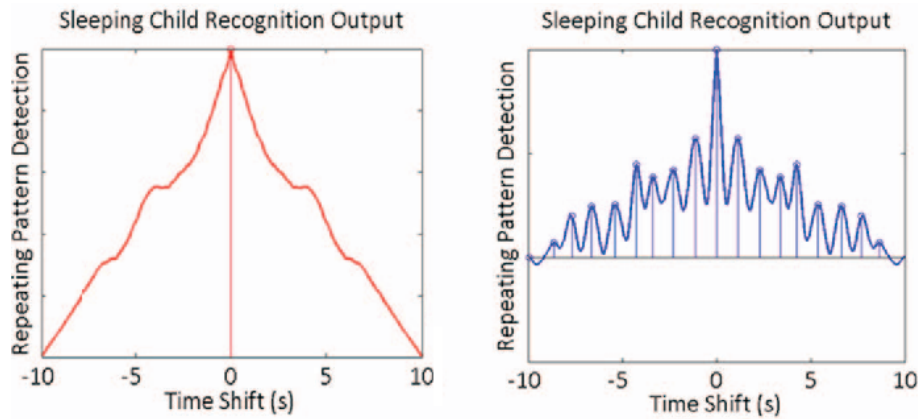 Sleeping Child Recognition Output
Repeating Pattern Detection
-10 -5 0 5 10
Time Shift (s)
Sleeping Child Recognition Output
Repeating Pattern Detection
-10 -5 0 5 10
Time Shift (s)